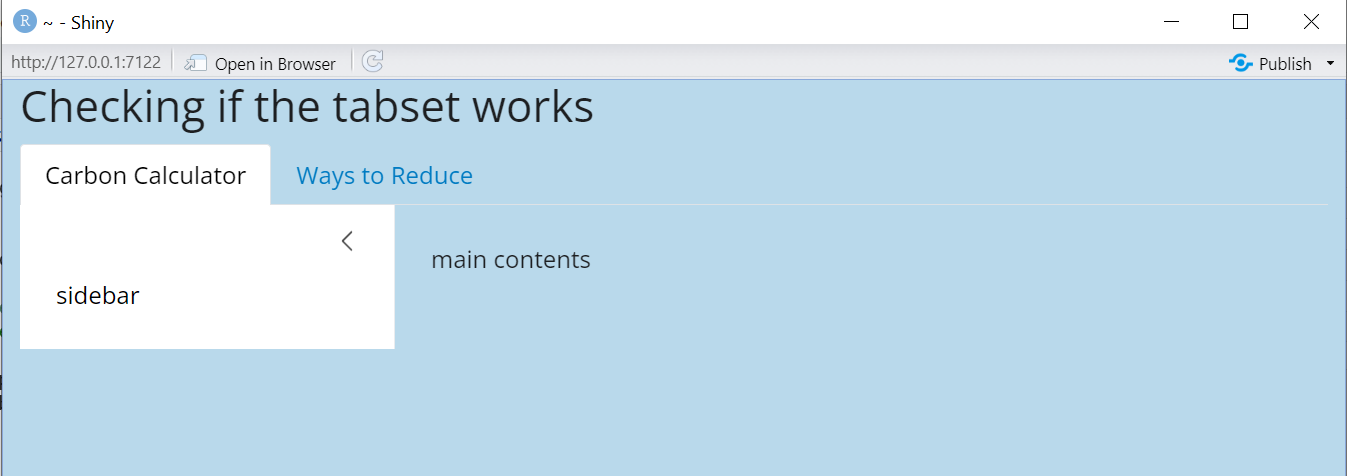 R ~ - Shiny
http://127.0.0.1:7122 Open in Browser Publish
Checking if the tabset works
Carbon Calculator Ways to Reduce
main contents
sidebar